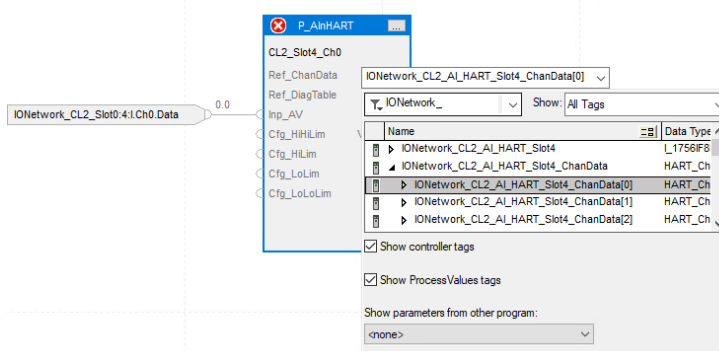 P_AInHART ...
CL2_Slot4_Ch0
Ref_ChanData
IONetwork_CL2_AI_HART_Slot4_ChanData[0]
Ref_DiagTable
IONetwork_ Show: All Tags
IONetwork_CL2_Slot0:4:I.Ch0.Data 0.0 Inp_AV
Cfg_HiHiLim
Name Data Type
Cfg_HiLim
IONetwork_CL2_AI_HART_Slot4 I_1756IF8
Cfg_LoLim
IONetwork_CL2_AI_HART_Slot4_ChanData HART_Ch
Cfg_LoLoLim
IONetwork_CL2_AI_HART_Slot4_ChanData[0] HART_Ch
IONetwork_CL2_AI_HART_Slot4_ChanData[1] HART_Ch
IONetwork_CL2_AI_HART_Slot4_ChanData[2] HART_Ch
Show controller tags
Show ProcessValues tags
Show parameters from other program:
<none>